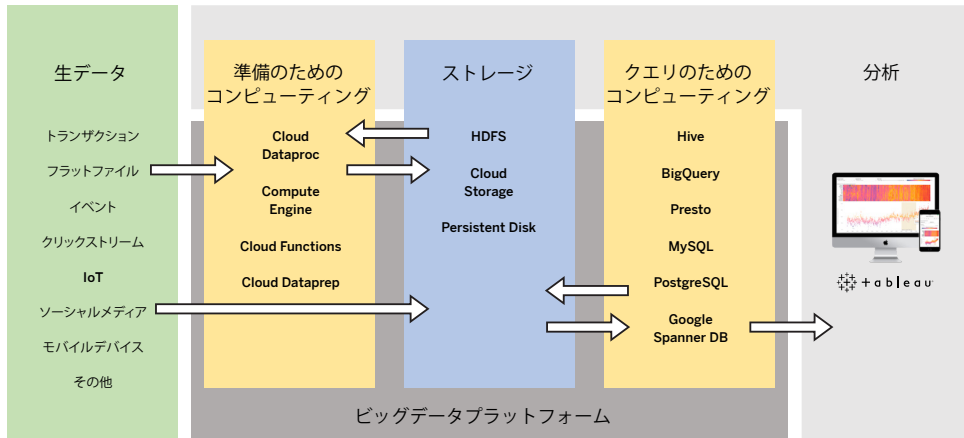 生データ
トランザクション
フラットファイル
イベント
クリックストリーム
IoT
ソーシャルメディア
モバイルデバイス
その他
準備のための
コンピューティング
Cloud
Dataproc
Compute
Engine
Cloud Functions
Cloud Dataprep
ストレージ
HDFS
Cloud
Storage
Persistent Disk
クエリのための
コンピューティング
Hive
BigQuery
Presto
MySQL
PostgreSQL
Google
Spanner DB
分析
+ableau
ビッグデータプラットフォーム